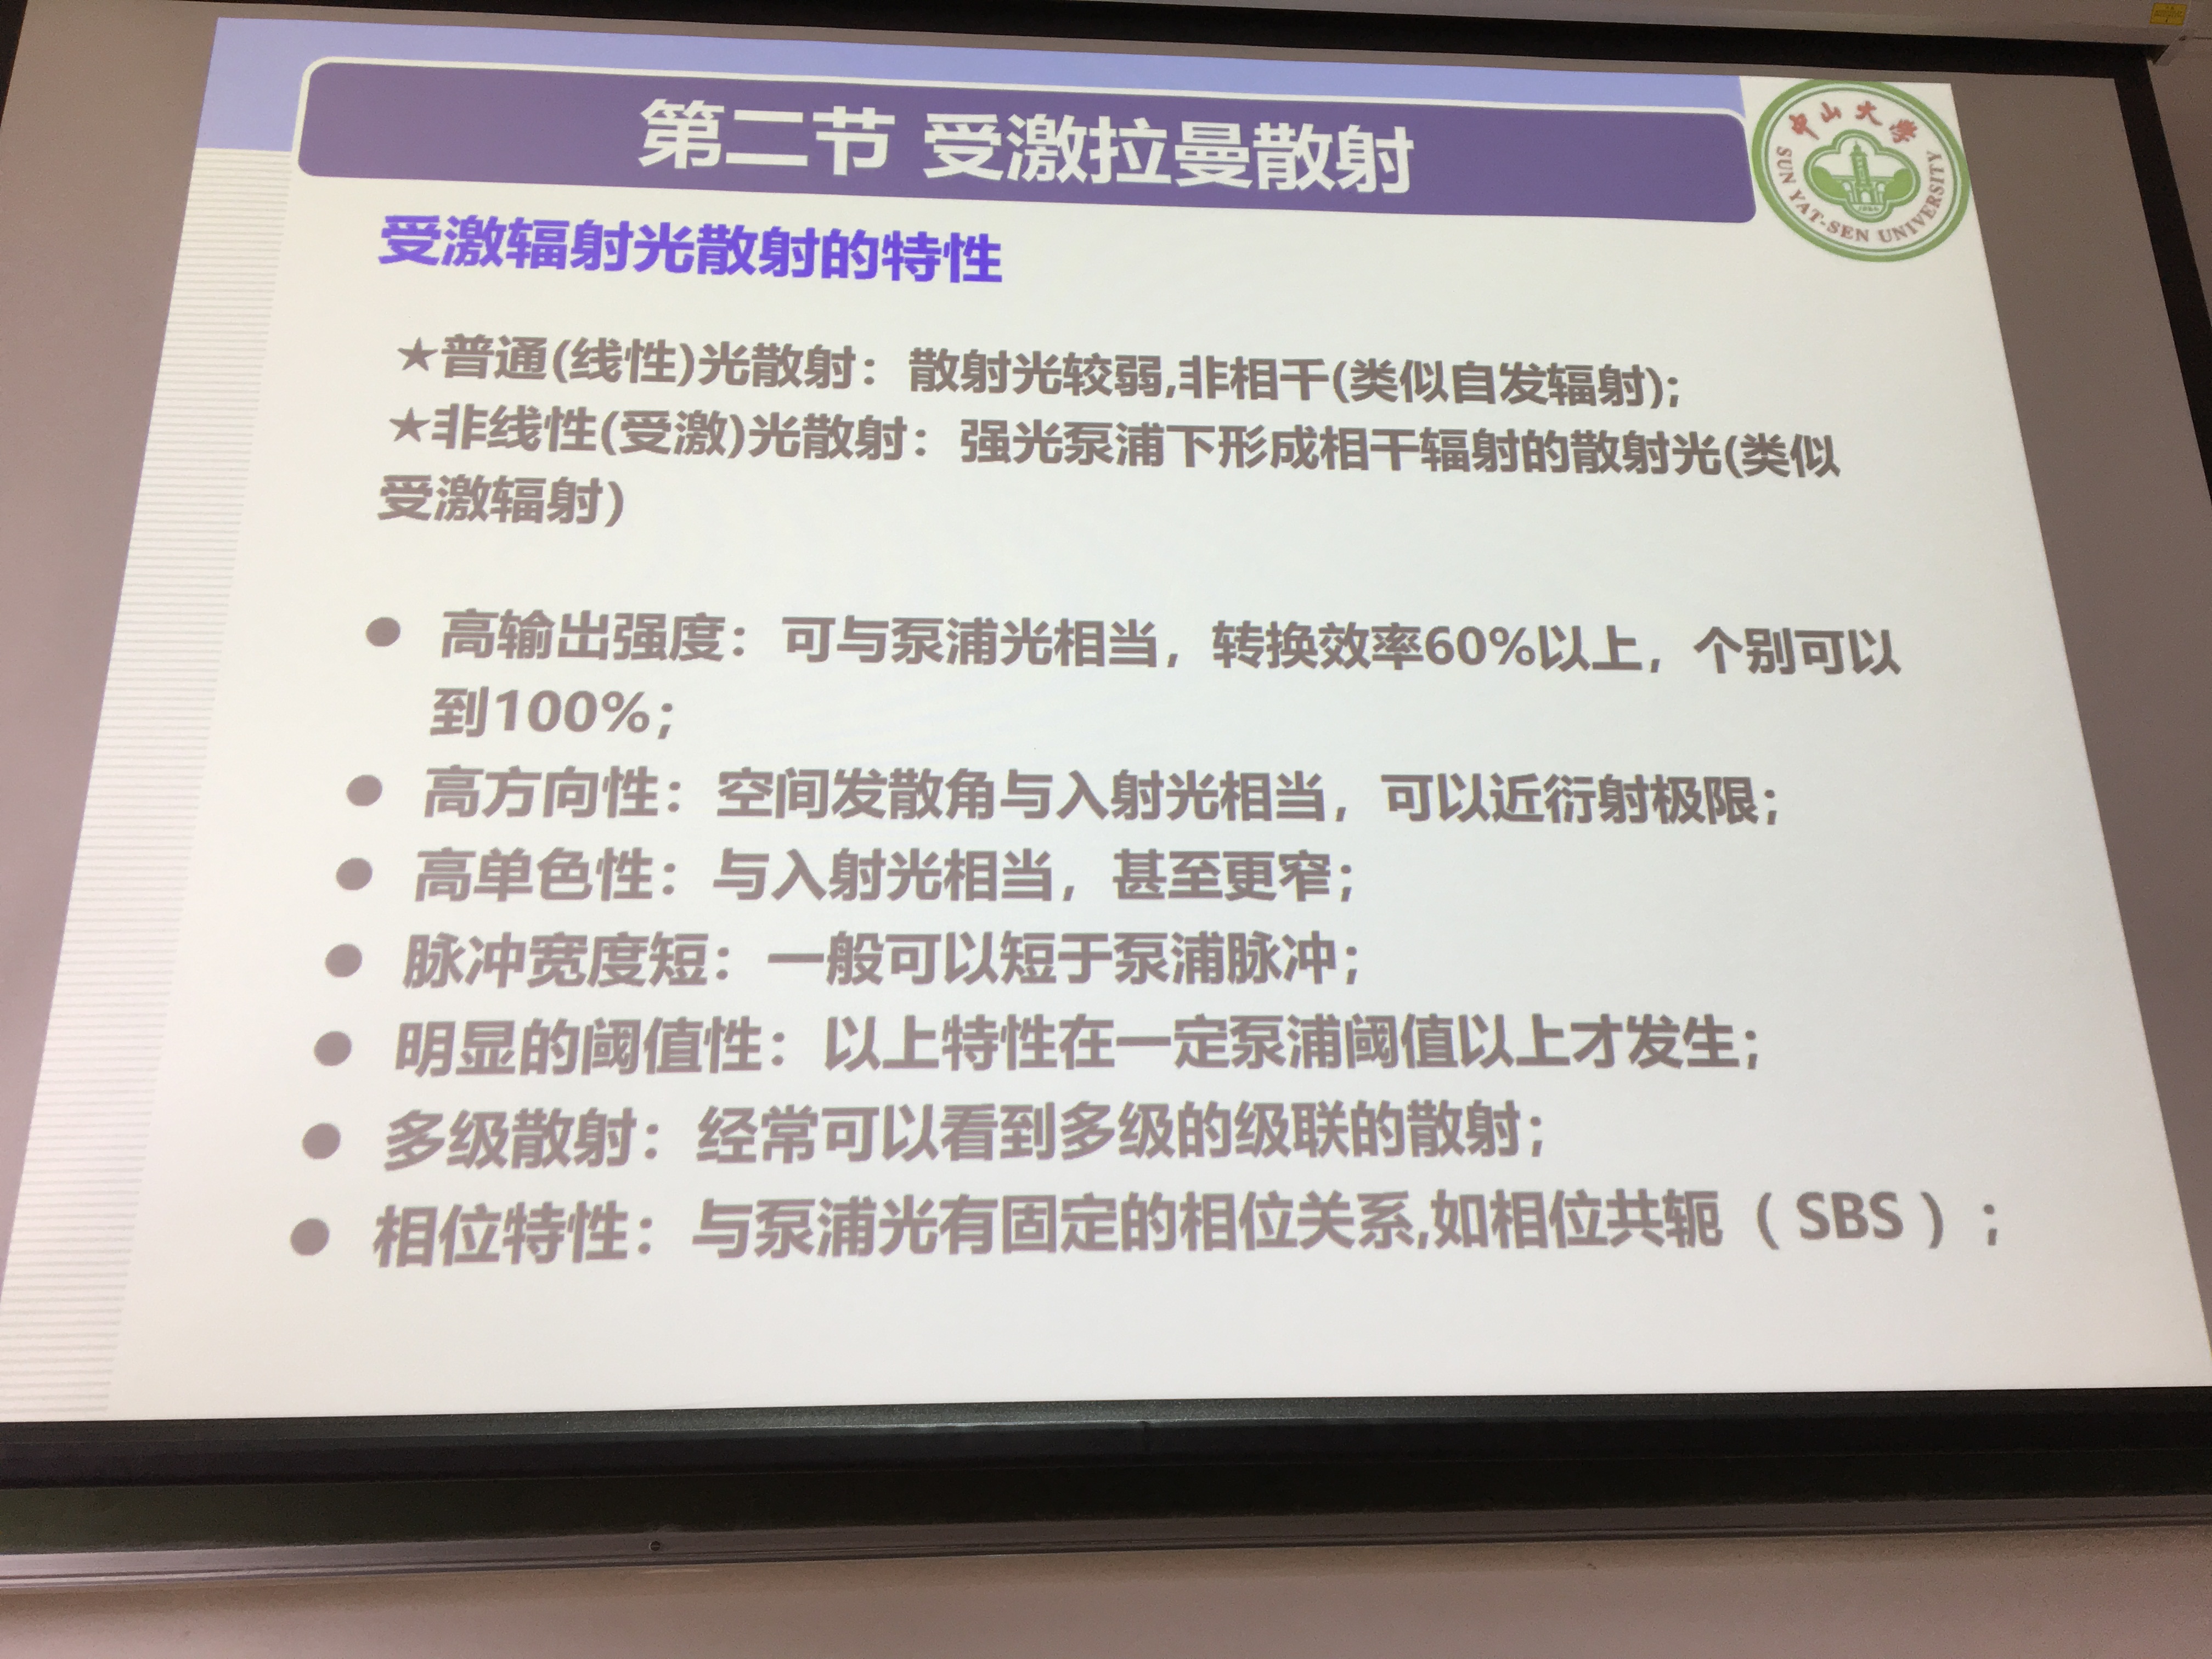 第二节 受激拉曼散射
中山大学
SUN YAT-SEN UNIVERSITY
受激辐射光散射的特性
★普通(线性)光散射：散射光较弱,非相干(类似自发辐射);
★非线性(受激)光散射：强光泵浦下形成相干辐射的散射光(类似
受激辐射)
● 高输出强度：可与泵浦光相当，转换效率60%以上，个别可以
到100%；
● 高方向性：空间发散角与入射光相当，可以近衍射极限；
● 高单色性：与入射光相当，甚至更窄；
● 脉冲宽度短：一般可以短于泵浦脉冲；
● 明显的阈值性：以上特性在一定泵浦阈值以上才发生；
● 多级散射：经常可以看到多级的级联的散射；
● 相位特性：与泵浦光有固定的相位关系,如相位共轭（SBS）；